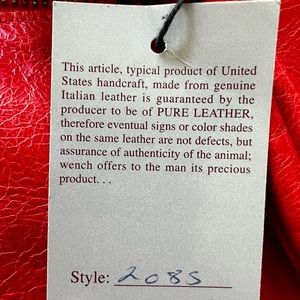 This article, typical product of United
States handcraft, made from genuine
Italian leather is guaranteed by the
producer to be of PURE LEATHER,
therefore eventual signs or color shades
on the same leather are not defects, but
assurance of authenticity of the animal;
wench offers to the man its precious
product. . .
Style: 2085